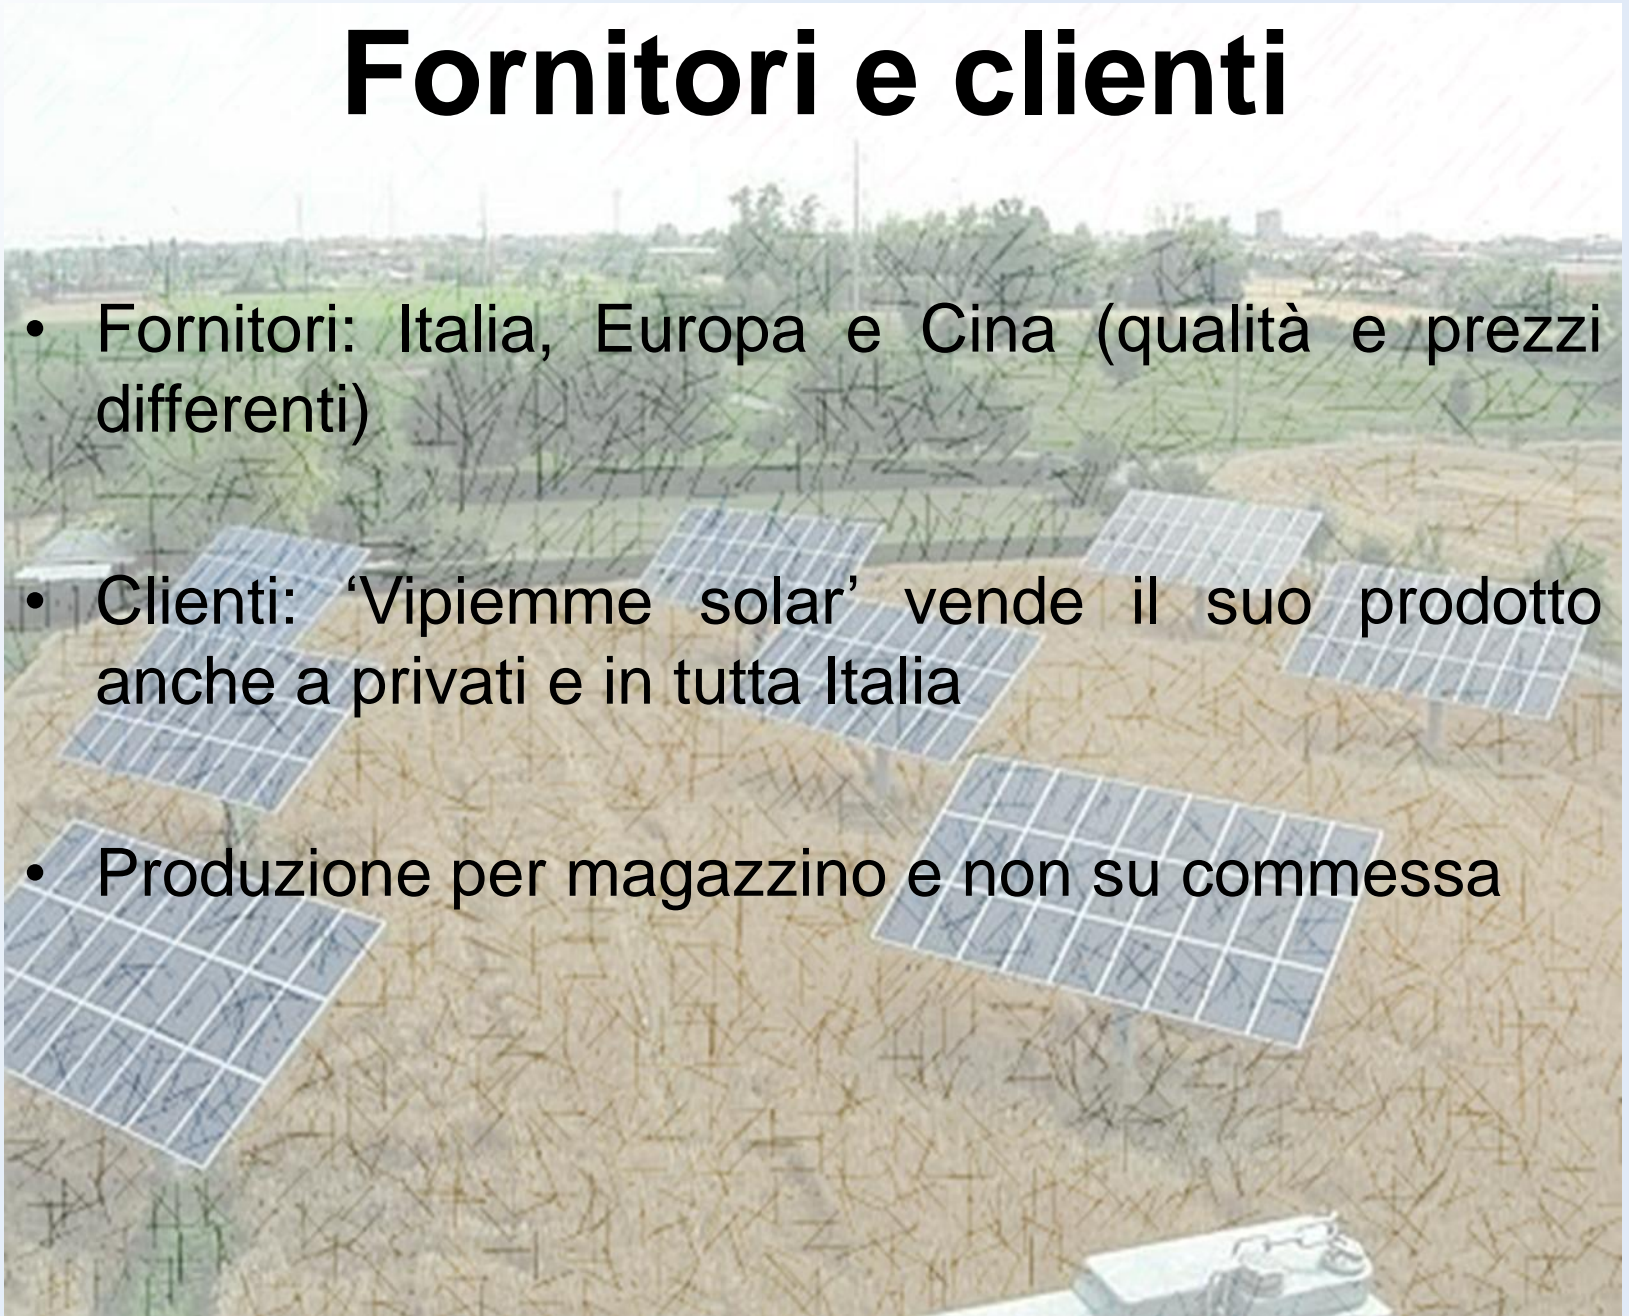 Fornitori e clienti
• Fornitori: Italia, Europa e Cina (qualità e prezzi
differenti)
• Clienti: ‘Vipiemme solar’ vende il suo prodotto
anche a privati e in tutta Italia
• Produzione per magazzino e non su commessa